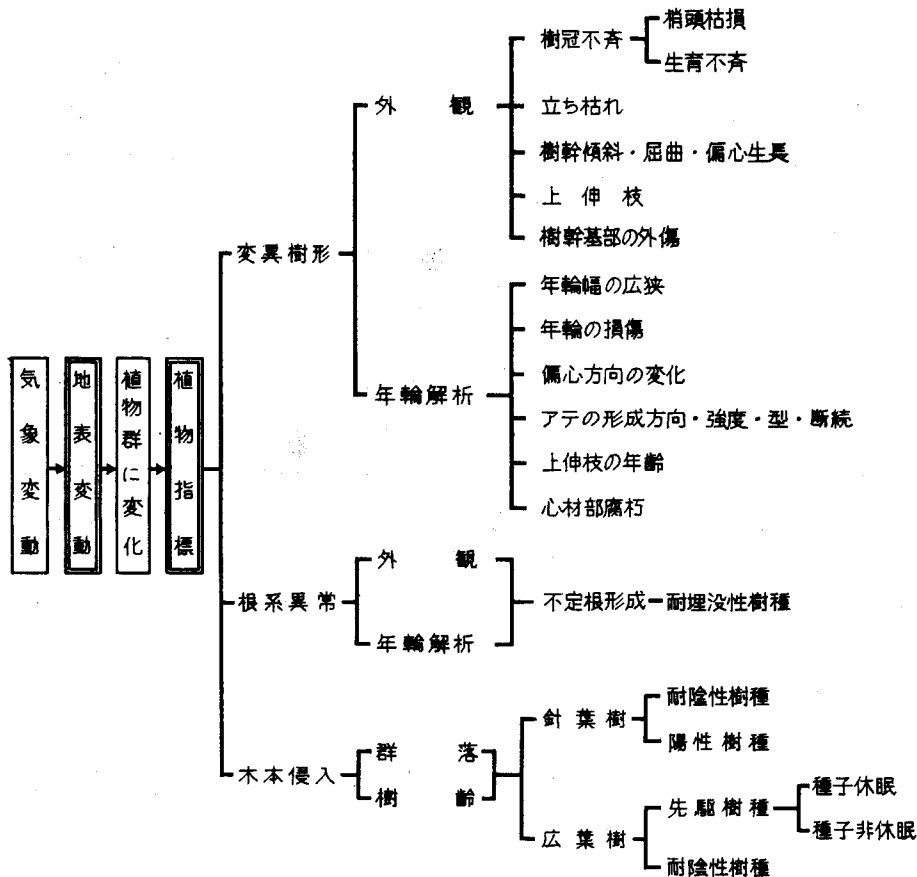 気象変動
地表変動
植物群に変化
植物指標
変異樹形
外観
樹冠不斉
梢頭枯損
生育不斉
立ち枯れ
樹幹傾斜・屈曲・偏心生長
上伸枝
樹幹基部の外傷
年輪解析
年輪幅の広狭
年輪の損傷
偏心方向の変化
アテの形成方向・強度・型・断続
上伸枝の年齢
心材部腐朽
根系異常
外観
年輪解析
不定根形成
耐埋没性樹種
木本侵入
群落
樹齢
針葉樹
耐陰性樹種
陽性樹種
広葉樹
先駆樹種
種子休眠
種子非休眠
耐陰性樹種